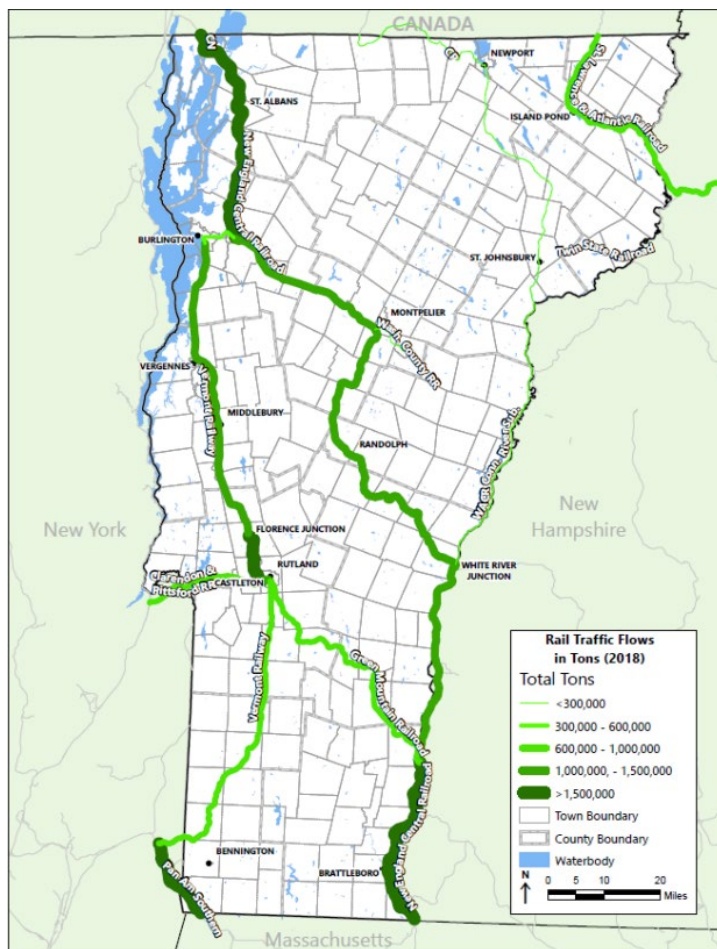 CANADA
CN
CP
NEWPORT
St. Lawrence & Atlantic Railroad
ST. ALBANS
ISLAND POND
New England Central Railroad
BURLINGTON
Twin State Railroad
ST. JOHNSBURY
MONTPELIER
Wash. County RR
VERGENNES
Vermont Railway
MIDDLEBURY
RANDOLPH
WACR Conn. River Sub.
New York
New
Hampshire
FLORENCE JUNCTION
RUTLAND
WHITE RIVER
JUNCTION
Clarendon &
Pittsford RR
CASTLETON
Green Mountain Railroad
Vermont Railway
New England Central Railroad
BENNINGTON
BRATTLEBORO
Pan Am Southern
Massachusetts
Rail Traffic Flows
in Tons (2018)
Total Tons
<300,000
300,000 - 600,000
600,000 - 1,000,000
1,000,000, - 1,500,000
>1,500,000
Town Boundary
County Boundary
Waterbody
N
0 5 10 20
Miles